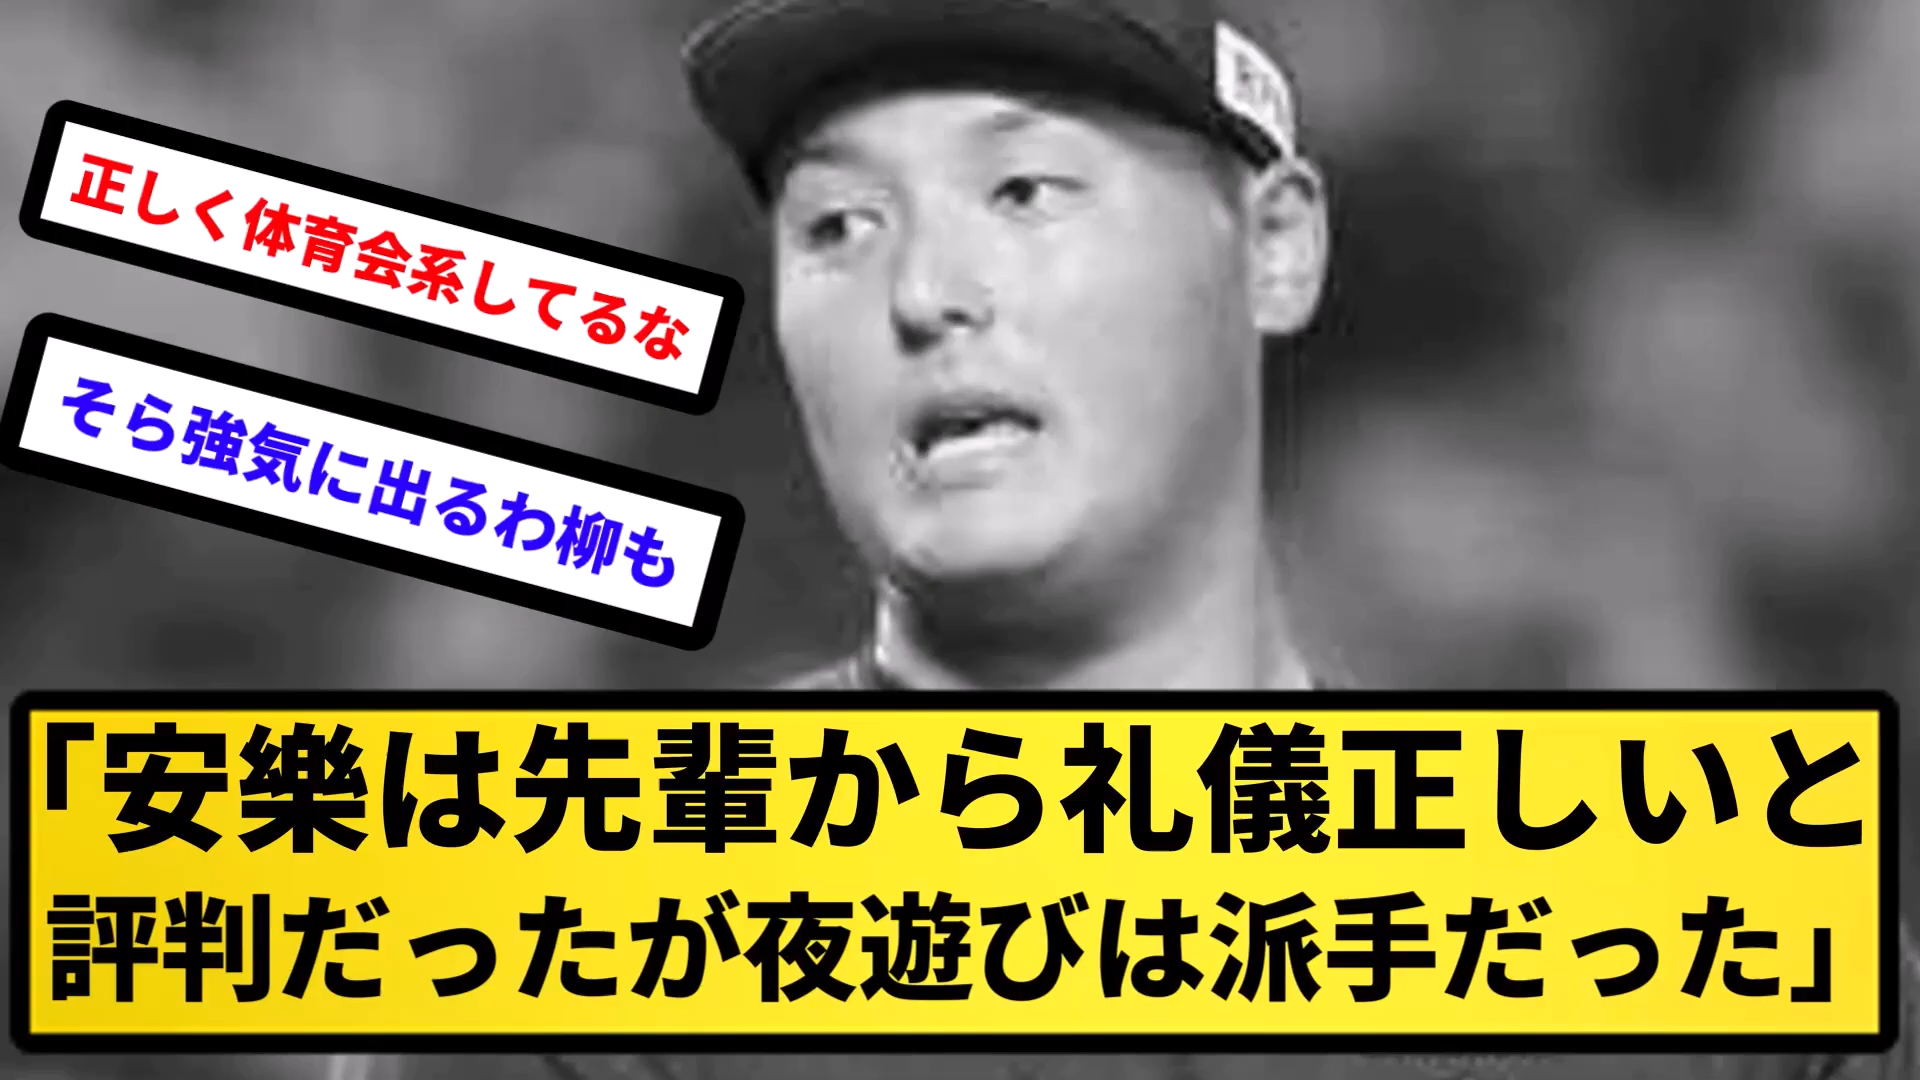 正しく体育会系してるな
そら強気に出るわ柳も
「安樂は先輩から礼儀正しいと
評判だったが夜遊びは派手だった」